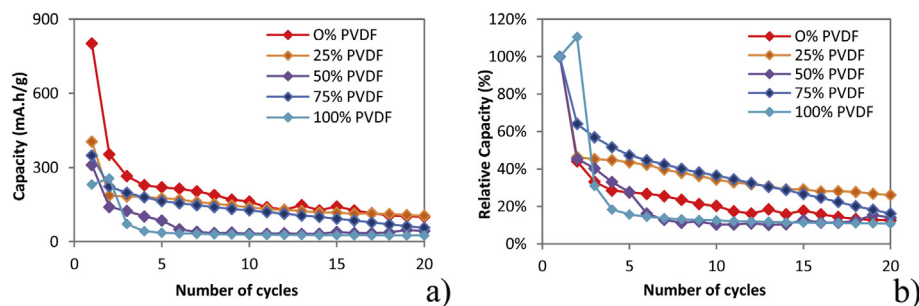 900
600
300
0
Capacity (mA.h/g)
O% PVDF
25% PVDF
50% PVDF
75% PVDF
100% PVDF
0 5 10 15 20
Number of cycles
a)
120%
100%
80%
60%
40%
20%
0%
Relative Capacity (%)
O% PVDF
25% PVDF
50% PVDF
75% PVDF
100% PVDF
0 5 10 15 20
Number of cycles
b)